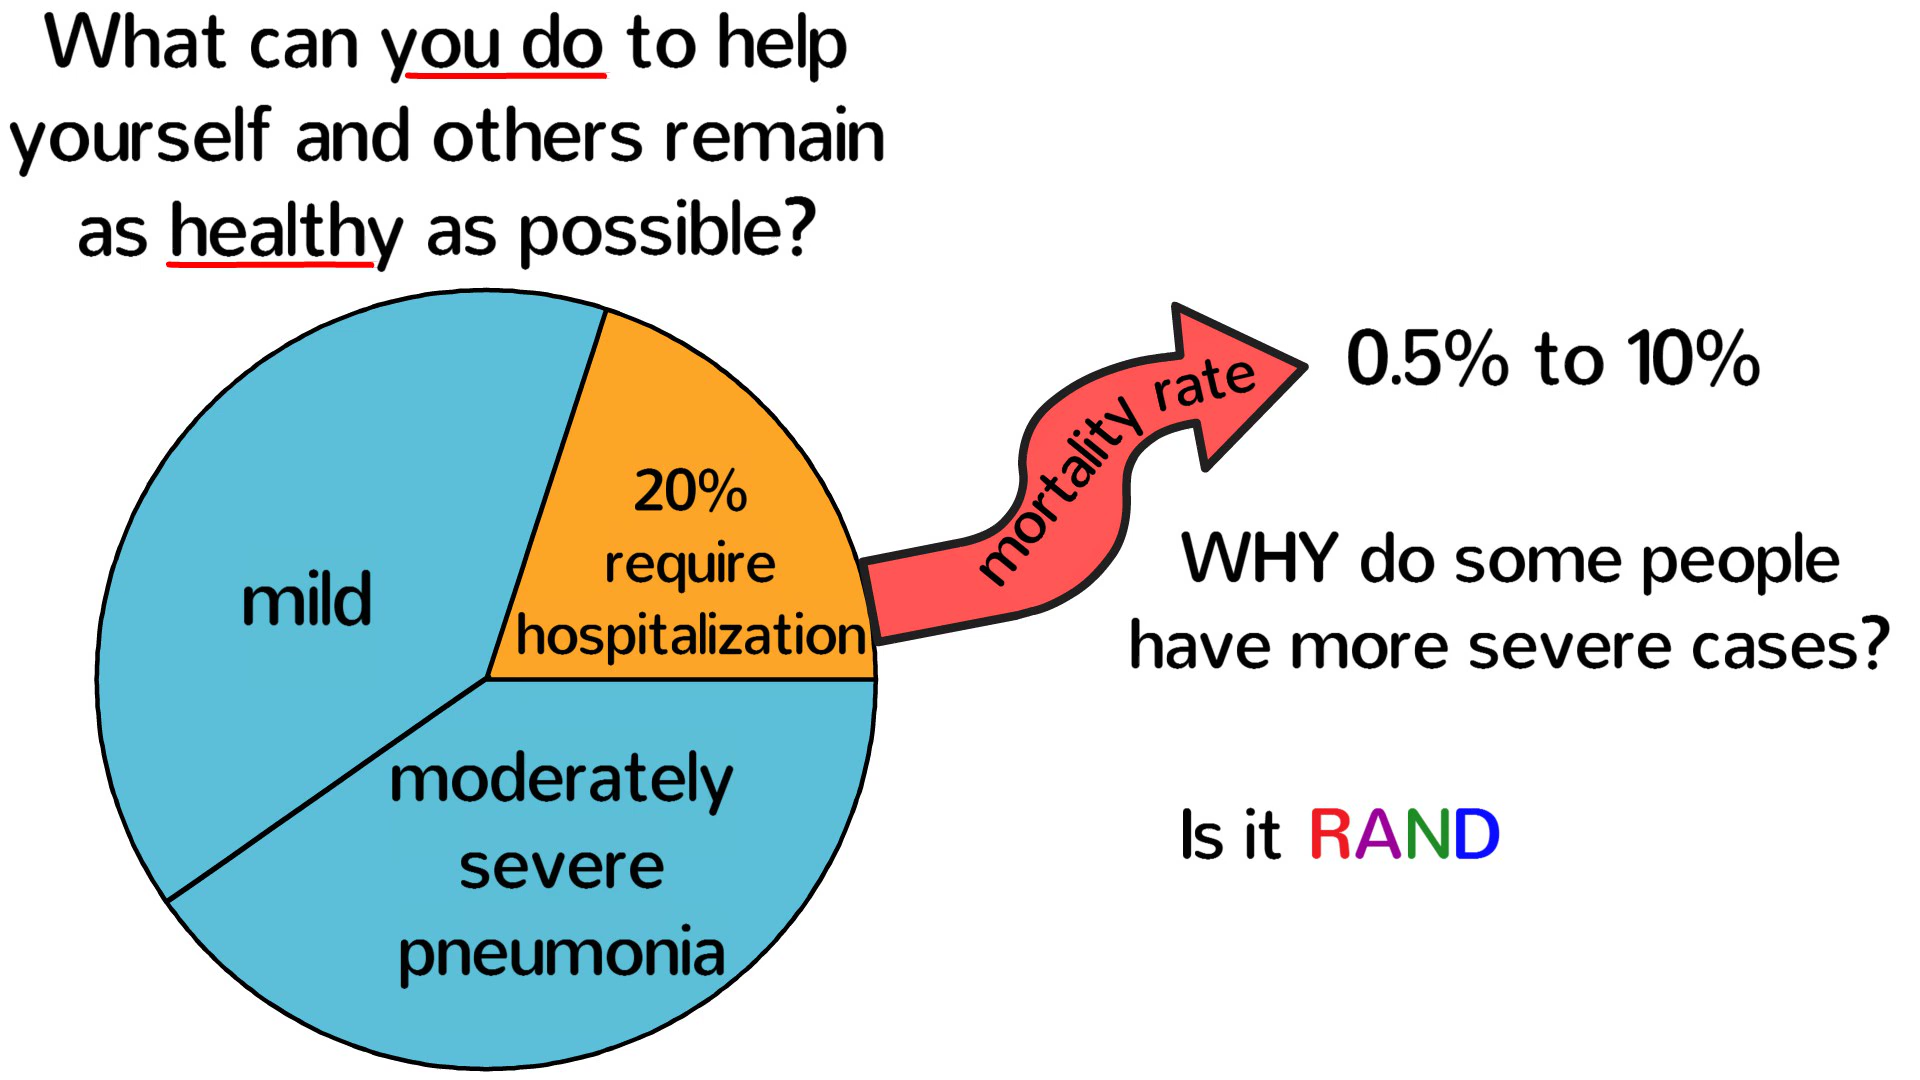 What can you do to help
yourself and others remain
as healthy as possible?
mild
20%
require
hospitalization
moderately
severe
pneumonia
mortality rate
0.5% to 10%
WHY do some people
have more severe cases?
Is it RAND